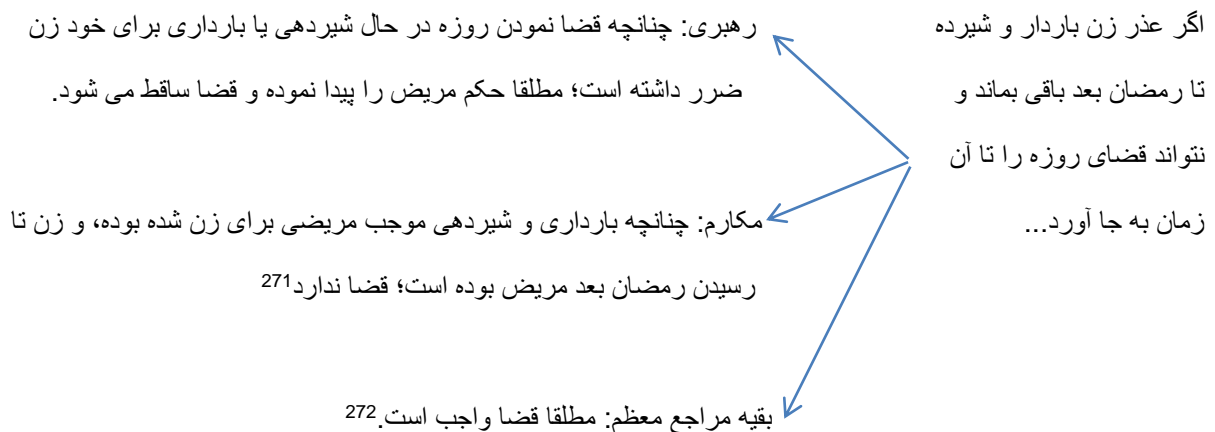 اگر عذر زن باردار و شیرده
تا رمضان بعد باقی بماند و
نتواند قضای روزه را تا آن
زمان به جا آورد...
رهبری: چنانچه قضا نمودن روزه در حال شیردهی یا بارداری برای خود زن
ضرر داشته است؛ مطلقا حکم مریض را پیدا نموده و قضا ساقط می شود.
مکارم: چنانچه بارداری و شیردهی موجب مریضی برای زن شده بوده، و زن تا
رسیدن رمضان بعد مریض بوده است؛ قضا ندارد271
بقیه مراجع معظم: مطلقا قضا واجب است.272